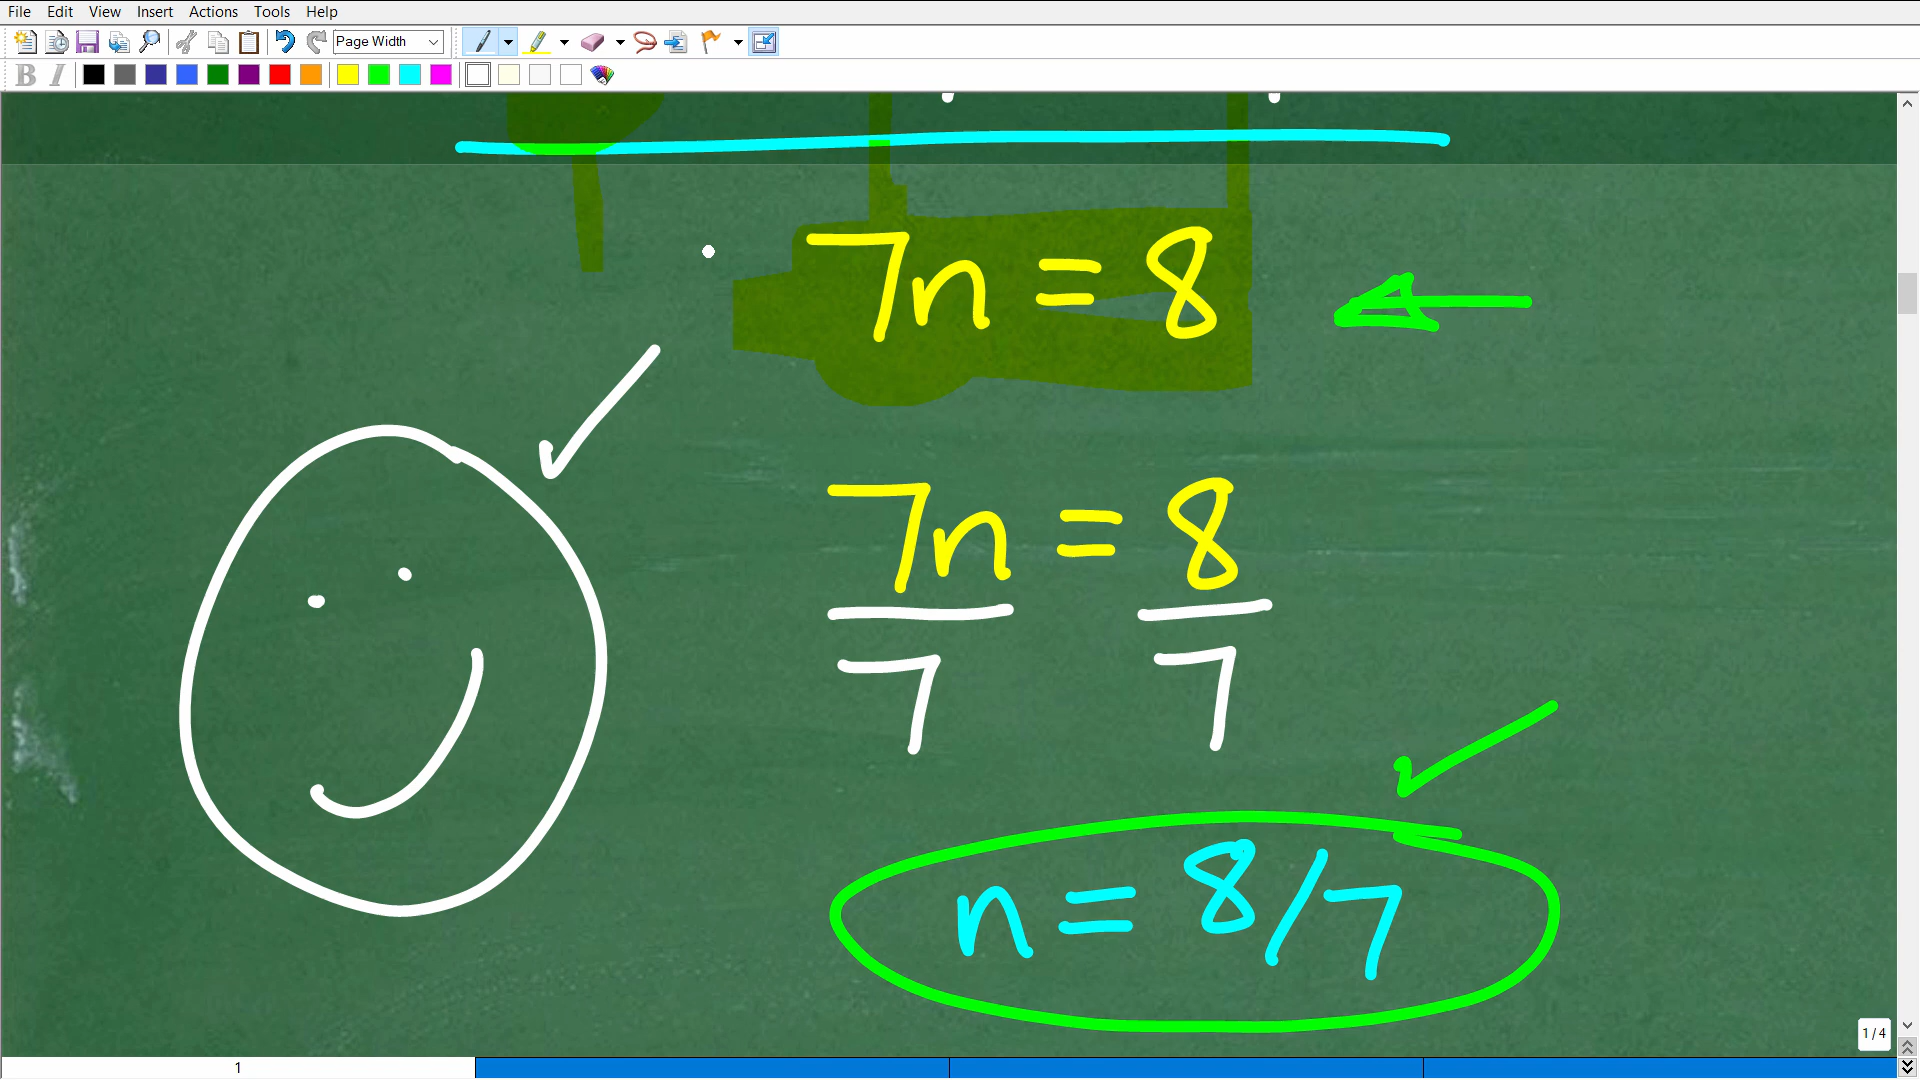 File Edit View Insert Actions Tools Help
Page Width
B I
7n = 8
7n = 8
7 7
n = 8/7
1 / 4
1